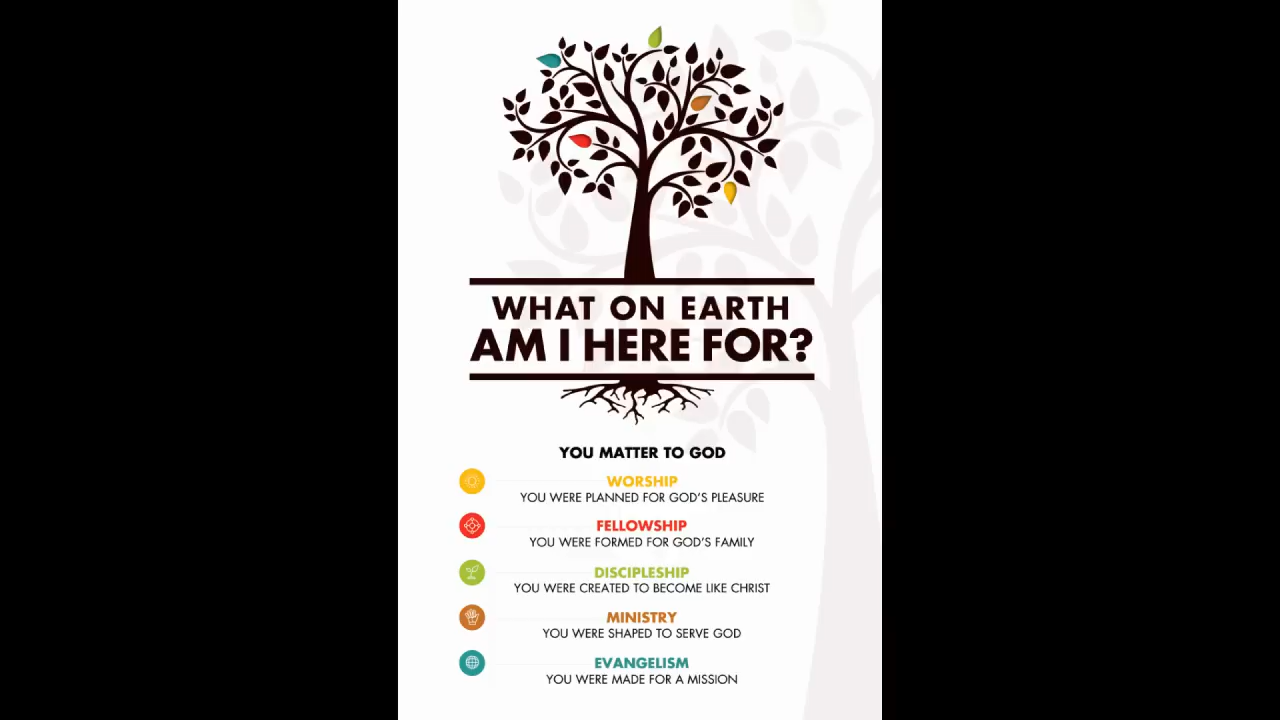 WHAT ON EARTH
AM I HERE FOR?
YOU MATTER TO GOD
WORSHIP
YOU WERE PLANNED FOR GOD'S PLEASURE
FELLOWSHIP
YOU WERE FORMED FOR GOD'S FAMILY
DISCIPLESHIP
YOU WERE CREATED TO BECOME LIKE CHRIST
MINISTRY
YOU WERE SHAPED TO SERVE GOD
EVANGELISM
YOU WERE MADE FOR A MISSION